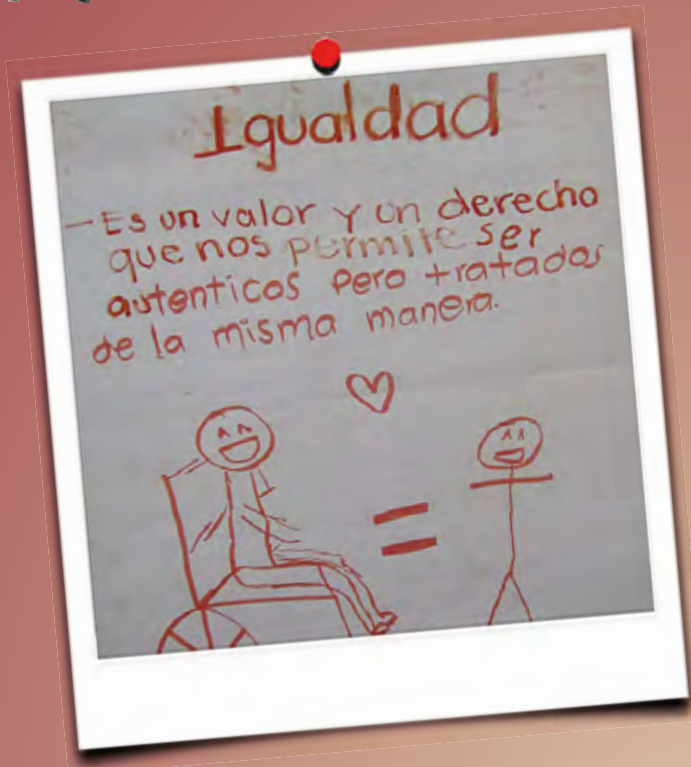 Igualdad
- Es un valor y un derecho
que nos permite ser
autenticos pero tratados
de la misma manera.
=